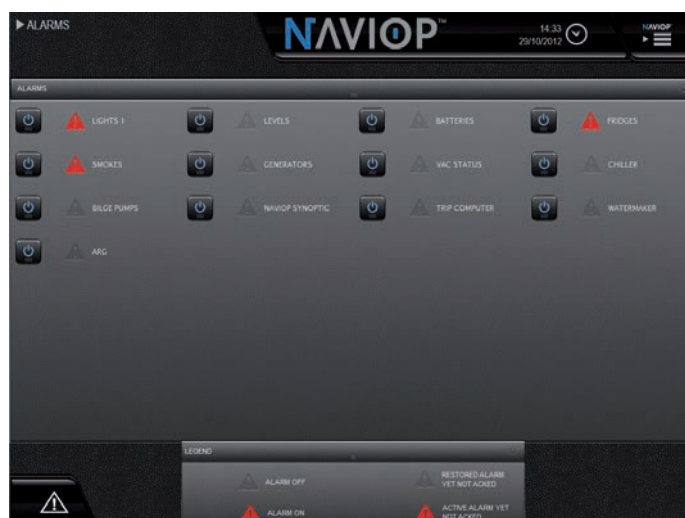 ALARMS
NAVIOP™
14:33
29/10/2012
NAVIOP
ALARMS
LIGHTS 1
LEVELS
BATTERIES
FRIDGES
SMOKES
GENERATORS
VAC STATUS
CHILLER
BILGE PUMPS
NAVIOP SYNOPTIC
TRIP COMPUTER
WATERMAKER
ARG
LEGEND
ALARM OFF
RESTORED ALARM
YET NOT ACKED
ALARM ON
ACTIVE ALARM YET
NOT ACKED